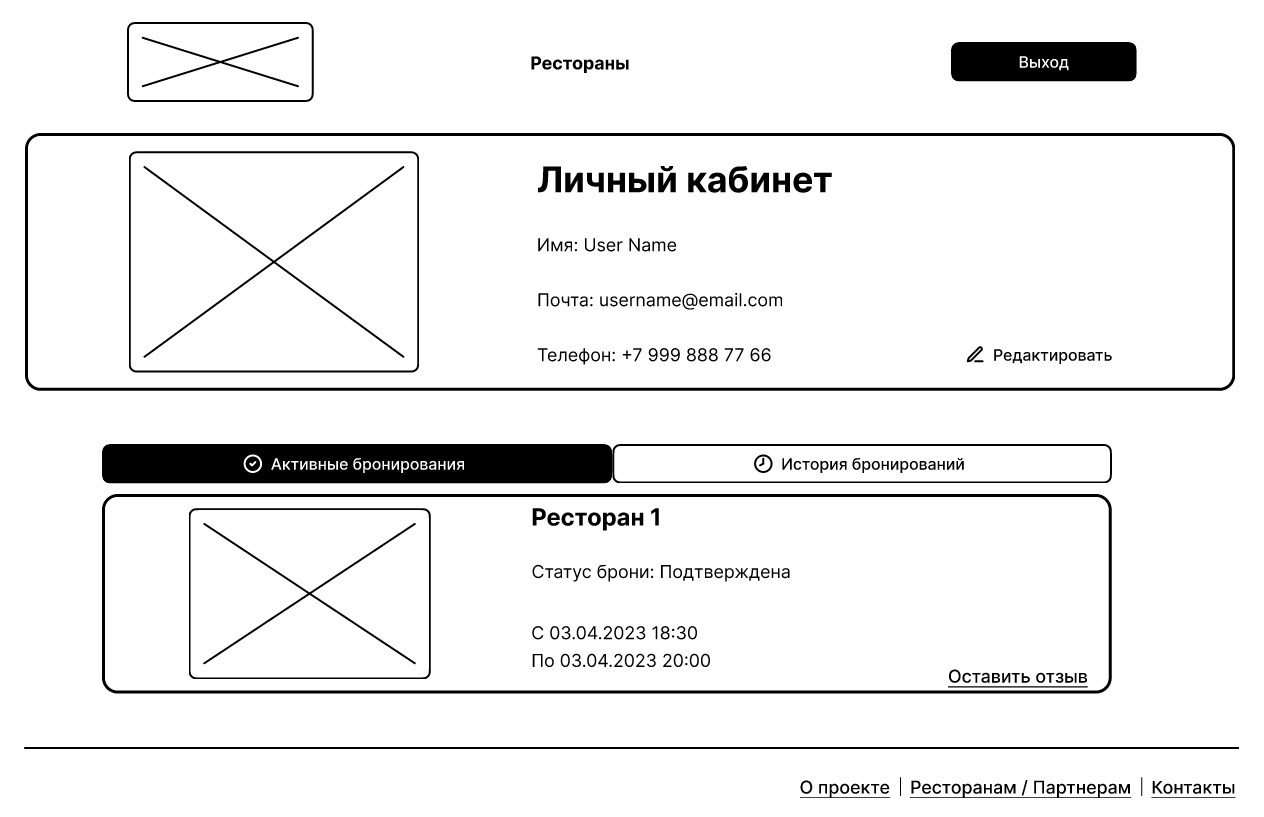 Рестораны
Выход
Личный кабинет
Имя: User Name
Почта: username@email.com
Телефон: +7 999 888 77 66
Редактировать
Активные бронирования
История бронирований
Ресторан 1
Статус брони: Подтверждена
С 03.04.2023 18:30
По 03.04.2023 20:00
Оставить отзыв
О проекте | Ресторанам / Партнерам | Контакты